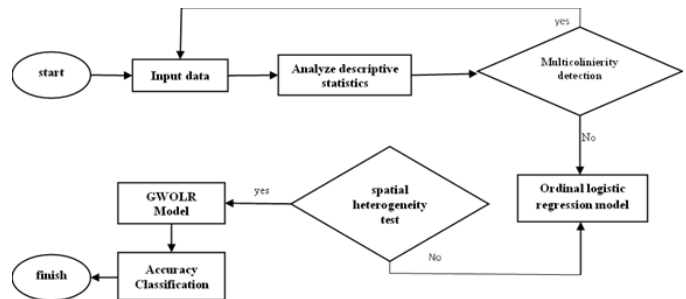 yes
start
Input data
Analyze descriptive
statistics
Multicolinierity
detection
No
Ordinal logistic
regression model
spatial
heterogeneity
test
yes
No
GWOLR
Model
Accuracy
Classification
finish